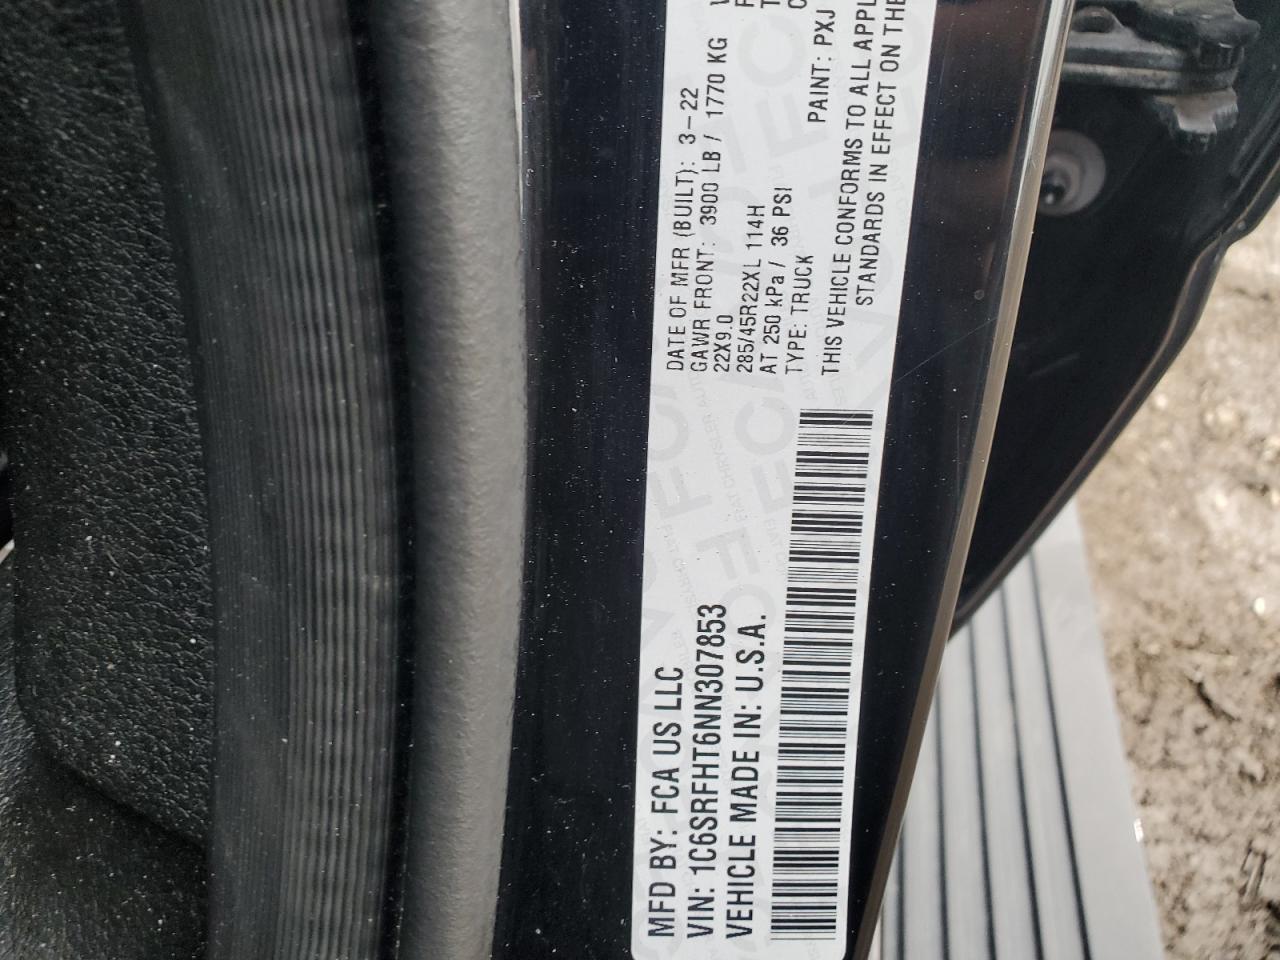 MFD BY: FCA US LLC
VIN: 1C6SRFHT6NN307853
VEHICLE MADE IN: U.S.A.
DATE OF MFR (BUILT): 3-22
GAWR FRONT: 3900 LB / 1770 KG
22X9.0
285/45R22XL 114H
AT 250 kPa / 36 PSI
TYPE: TRUCK
PAINT: PXJ
THIS VEHICLE CONFORMS TO ALL APPL
STANDARDS IN EFFECT ON THE